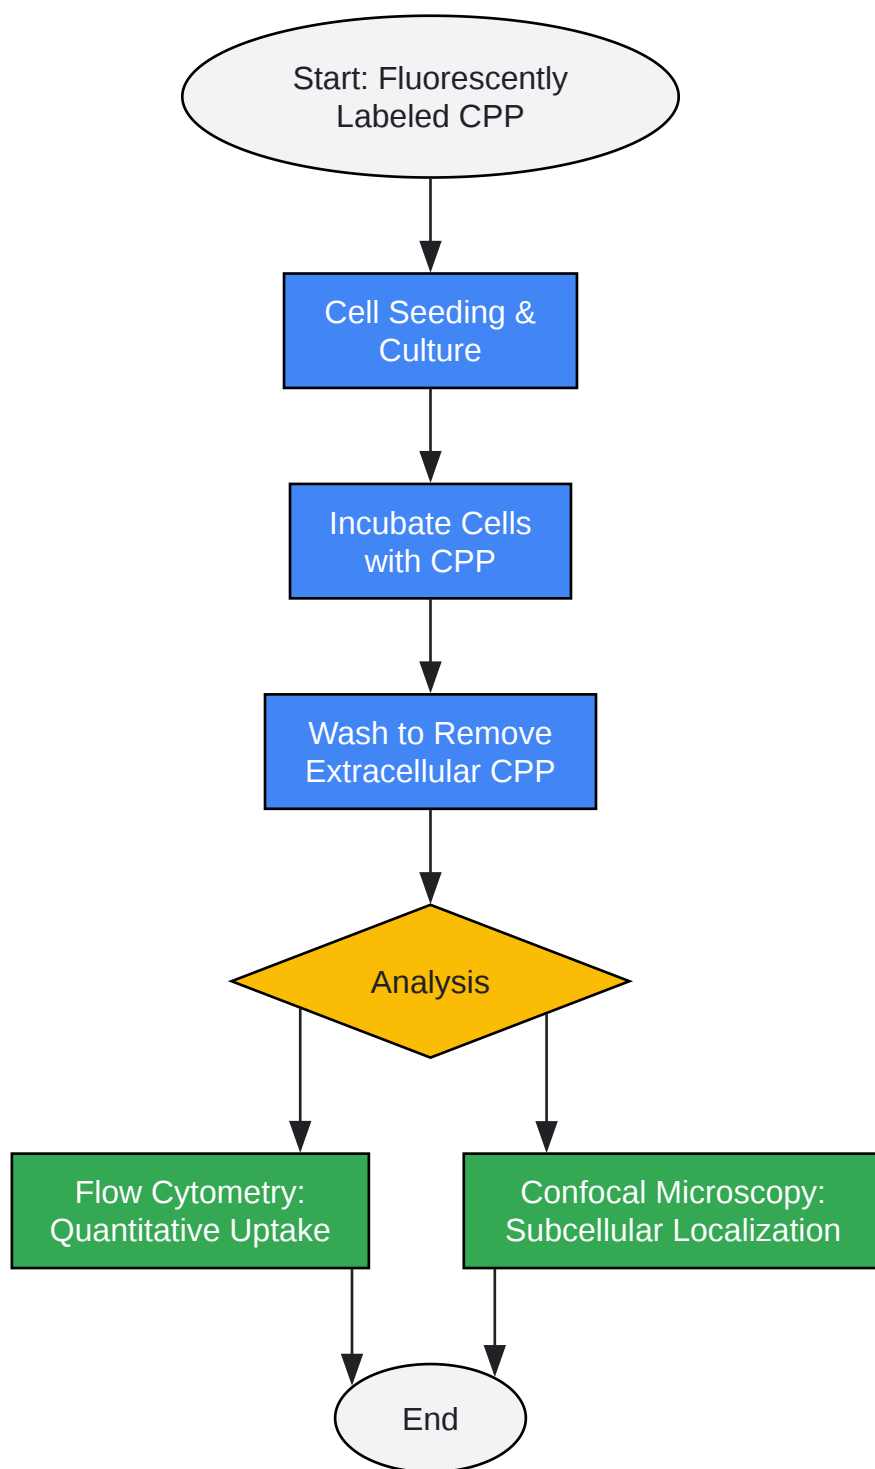 Start: Fluorescently
Labeled CPP
Cell Seeding &
Culture
Incubate Cells
with CPP
Wash to Remove
Extracellular CPP
Analysis
Flow Cytometry:
Quantitative Uptake
Confocal Microscopy:
Subcellular Localization
End